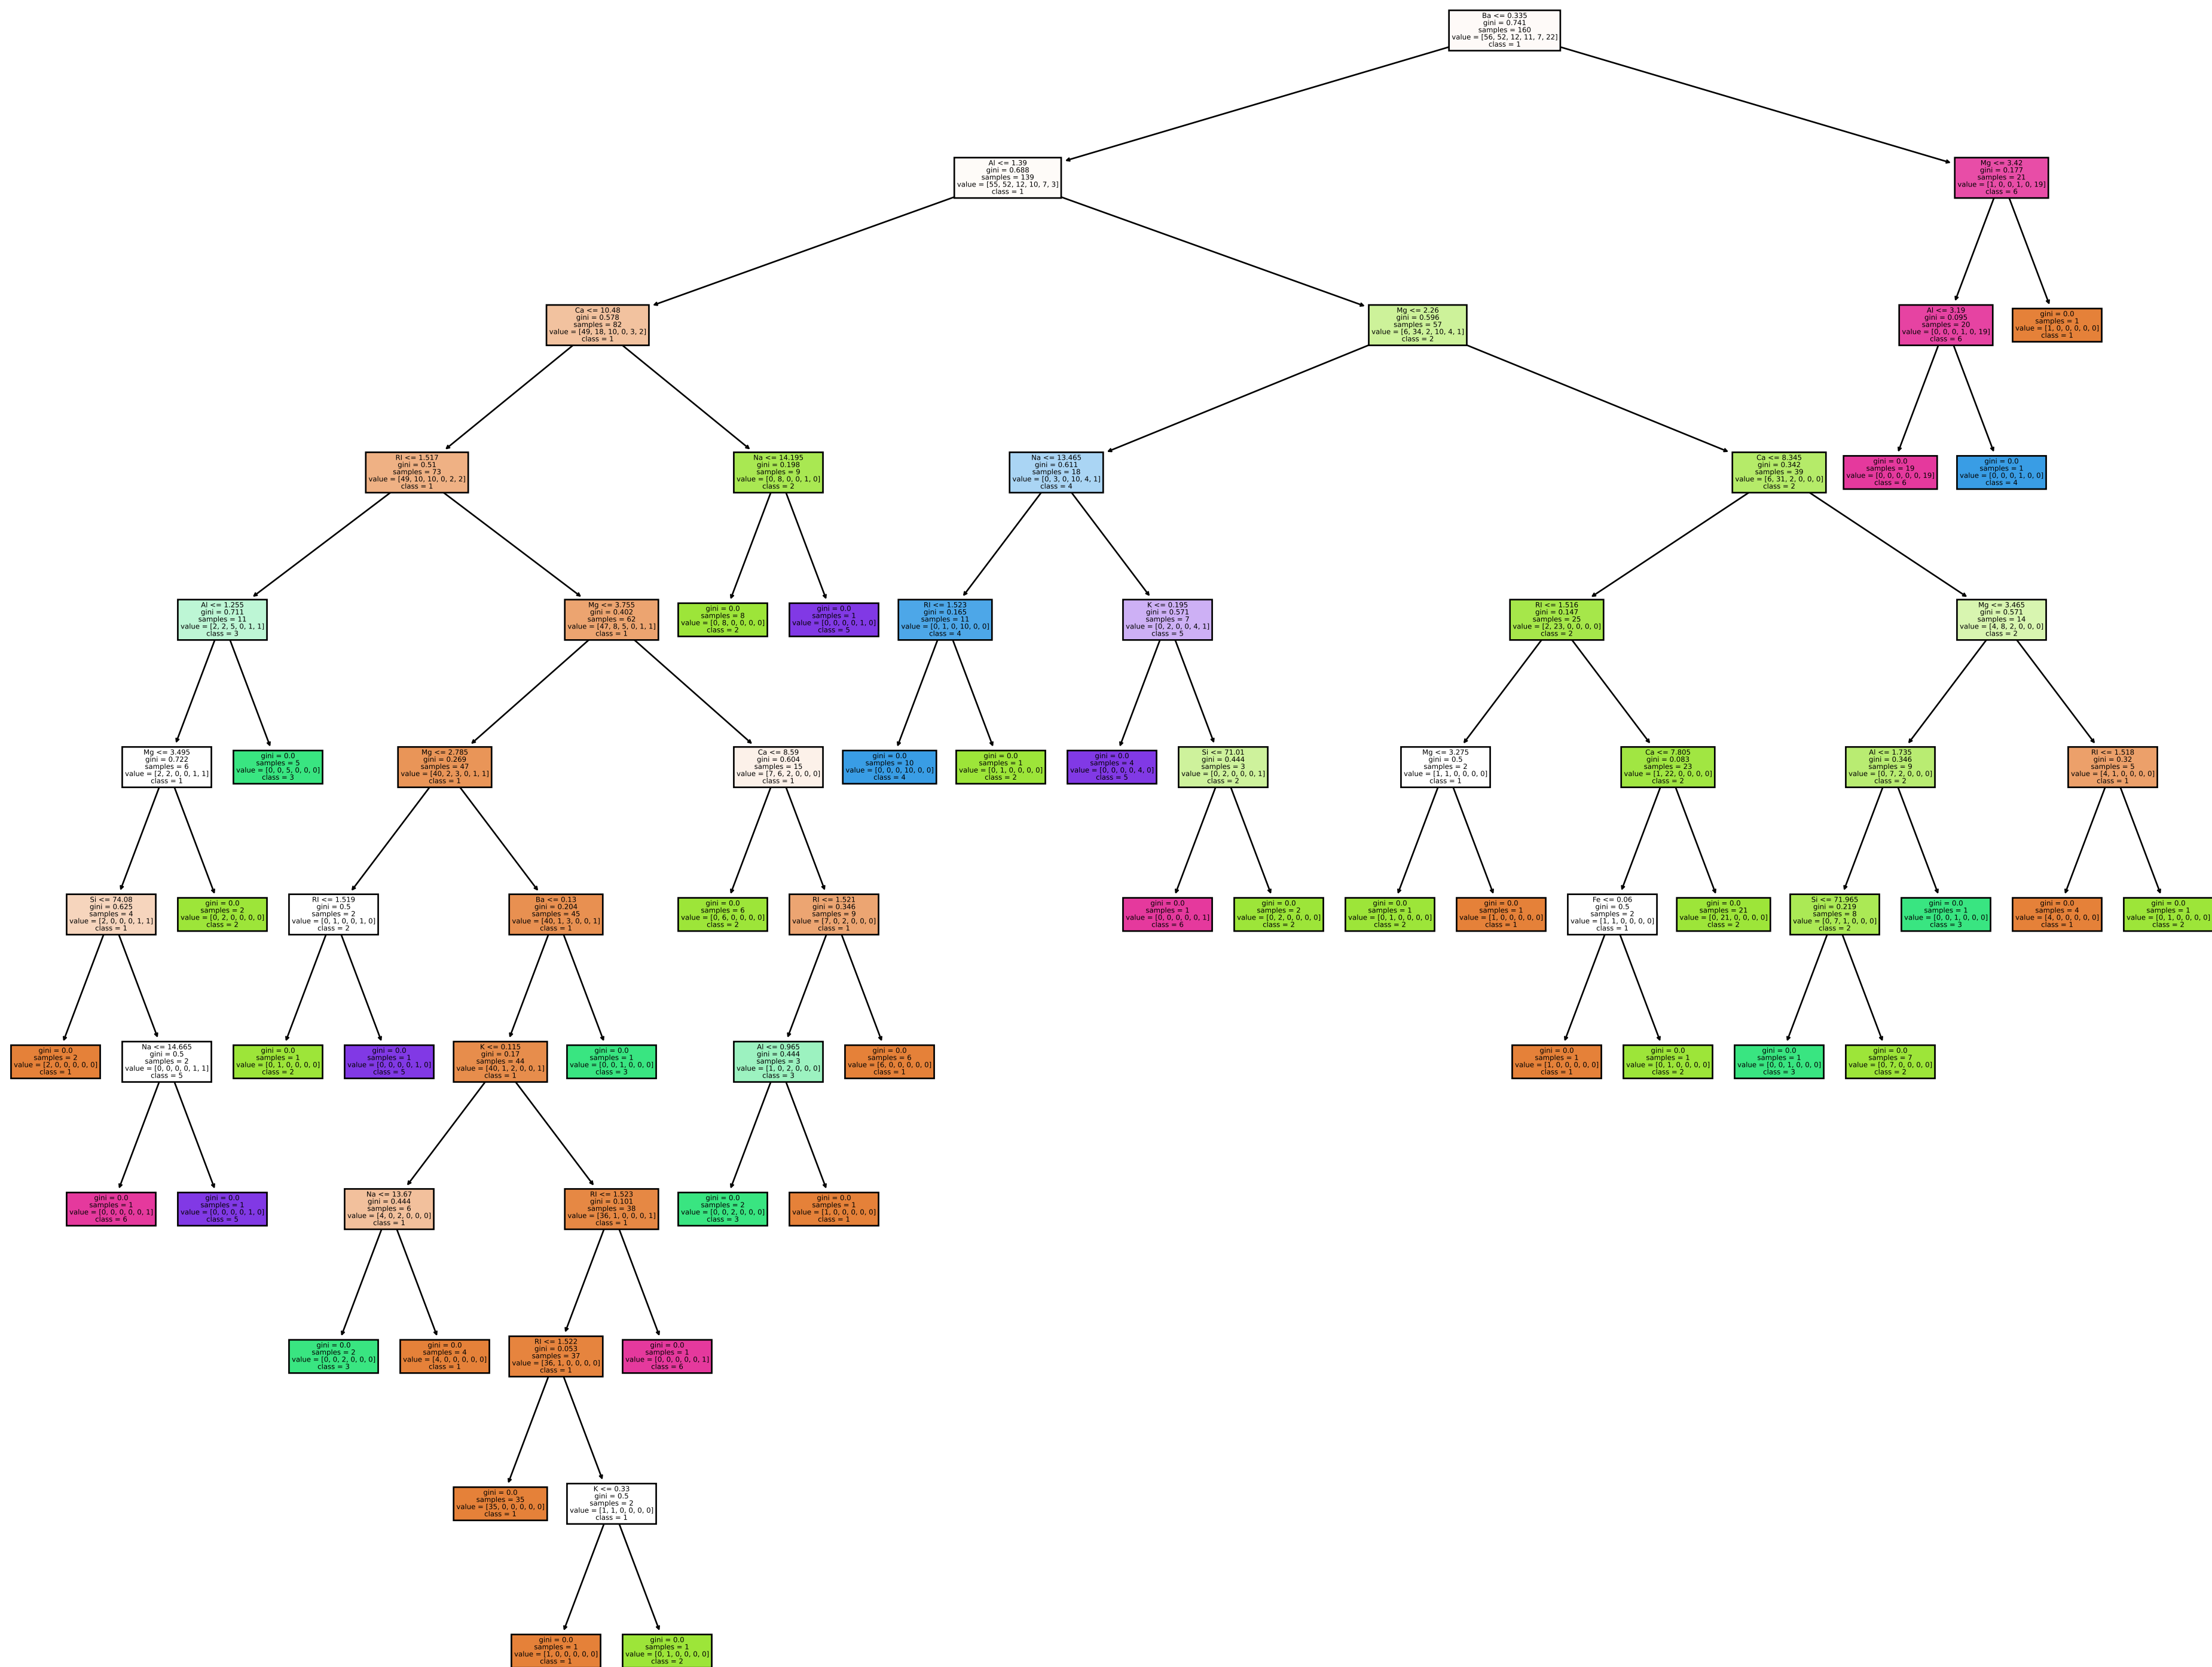 Ba <= 0.335
gini = 0.741
samples = 160
value = [56, 52, 12, 11, 7, 22]
class = 1
Al <= 1.39
gini = 0.688
samples = 139
value = [55, 52, 12, 10, 7, 3]
class = 1
Mg <= 3.42
gini = 0.177
samples = 21
value = [1, 0, 0, 1, 0, 19]
class = 6
Ca <= 10.48
gini = 0.578
samples = 82
value = [49, 18, 10, 0, 3, 2]
class = 1
Mg <= 2.26
gini = 0.596
samples = 57
value = [6, 34, 2, 10, 4, 1]
class = 2
Al <= 3.19
gini = 0.095
samples = 20
value = [0, 0, 0, 1, 0, 19]
class = 6
gini = 0.0
samples = 1
value = [1, 0, 0, 0, 0, 0]
class = 1
RI <= 1.517
gini = 0.51
samples = 73
value = [49, 10, 10, 0, 2, 2]
class = 1
Na <= 14.195
gini = 0.198
samples = 9
value = [0, 8, 0, 0, 1, 0]
class = 2
Na <= 13.465
gini = 0.611
samples = 18
value = [0, 3, 0, 10, 4, 1]
class = 4
Ca <= 8.345
gini = 0.342
samples = 39
value = [6, 31, 2, 0, 0, 0]
class = 2
gini = 0.0
samples = 19
value = [0, 0, 0, 0, 0, 19]
class = 6
gini = 0.0
samples = 1
value = [0, 0, 0, 1, 0, 0]
class = 4
Al <= 1.255
gini = 0.711
samples = 11
value = [2, 2, 5, 0, 1, 1]
class = 3
Mg <= 3.755
gini = 0.402
samples = 62
value = [47, 8, 5, 0, 1, 1]
class = 1
gini = 0.0
samples = 8
value = [0, 8, 0, 0, 0, 0]
class = 2
gini = 0.0
samples = 1
value = [0, 0, 0, 0, 1, 0]
class = 5
RI <= 1.523
gini = 0.165
samples = 11
value = [0, 1, 0, 10, 0, 0]
class = 4
K <= 0.195
gini = 0.571
samples = 7
value = [0, 2, 0, 0, 4, 1]
class = 5
RI <= 1.516
gini = 0.147
samples = 25
value = [2, 23, 0, 0, 0, 0]
class = 2
Mg <= 3.465
gini = 0.571
samples = 14
value = [4, 8, 2, 0, 0, 0]
class = 2
Mg <= 3.495
gini = 0.722
samples = 6
value = [2, 2, 0, 0, 1, 1]
class = 1
gini = 0.0
samples = 5
value = [0, 0, 5, 0, 0, 0]
class = 3
Mg <= 2.785
gini = 0.269
samples = 47
value = [40, 2, 3, 0, 1, 1]
class = 1
Ca <= 8.59
gini = 0.604
samples = 15
value = [7, 6, 2, 0, 0, 0]
class = 1
gini = 0.0
samples = 10
value = [0, 0, 0, 10, 0, 0]
class = 4
gini = 0.0
samples = 1
value = [0, 1, 0, 0, 0, 0]
class = 2
gini = 0.0
samples = 4
value = [0, 0, 0, 0, 4, 0]
class = 5
Si <= 71.01
gini = 0.444
samples = 3
value = [0, 2, 0, 0, 0, 1]
class = 2
Mg <= 3.275
gini = 0.5
samples = 2
value = [1, 1, 0, 0, 0, 0]
class = 1
Ca <= 7.805
gini = 0.083
samples = 23
value = [1, 22, 0, 0, 0, 0]
class = 2
Al <= 1.735
gini = 0.346
samples = 9
value = [0, 7, 2, 0, 0, 0]
class = 2
RI <= 1.518
gini = 0.32
samples = 5
value = [4, 1, 0, 0, 0, 0]
class = 1
Si <= 74.08
gini = 0.625
samples = 4
value = [2, 0, 0, 0, 1, 1]
class = 1
gini = 0.0
samples = 2
value = [0, 2, 0, 0, 0, 0]
class = 2
RI <= 1.519
gini = 0.5
samples = 2
value = [0, 1, 0, 0, 1, 0]
class = 2
Ba <= 0.13
gini = 0.204
samples = 45
value = [40, 1, 3, 0, 0, 1]
class = 1
gini = 0.0
samples = 6
value = [0, 6, 0, 0, 0, 0]
class = 2
RI <= 1.521
gini = 0.346
samples = 9
value = [7, 0, 2, 0, 0, 0]
class = 1
gini = 0.0
samples = 1
value = [0, 0, 0, 0, 0, 1]
class = 6
gini = 0.0
samples = 2
value = [0, 2, 0, 0, 0, 0]
class = 2
gini = 0.0
samples = 1
value = [0, 1, 0, 0, 0, 0]
class = 2
gini = 0.0
samples = 1
value = [1, 0, 0, 0, 0, 0]
class = 1
Fe <= 0.06
gini = 0.5
samples = 2
value = [1, 1, 0, 0, 0, 0]
class = 1
gini = 0.0
samples = 21
value = [0, 21, 0, 0, 0, 0]
class = 2
Si <= 71.965
gini = 0.219
samples = 8
value = [0, 7, 1, 0, 0, 0]
class = 2
gini = 0.0
samples = 1
value = [0, 0, 1, 0, 0, 0]
class = 3
gini = 0.0
samples = 4
value = [4, 0, 0, 0, 0, 0]
class = 1
gini = 0.0
samples = 1
value = [0, 1, 0, 0, 0, 0]
class = 2
gini = 0.0
samples = 2
value = [2, 0, 0, 0, 0, 0]
class = 1
Na <= 14.665
gini = 0.5
samples = 2
value = [0, 0, 0, 0, 1, 1]
class = 5
gini = 0.0
samples = 1
value = [0, 1, 0, 0, 0, 0]
class = 2
gini = 0.0
samples = 1
value = [0, 0, 0, 0, 1, 0]
class = 5
K <= 0.115
gini = 0.17
samples = 44
value = [40, 1, 2, 0, 0, 1]
class = 1
gini = 0.0
samples = 1
value = [0, 0, 1, 0, 0, 0]
class = 3
Al <= 0.965
gini = 0.444
samples = 3
value = [1, 0, 2, 0, 0, 0]
class = 3
gini = 0.0
samples = 6
value = [6, 0, 0, 0, 0, 0]
class = 1
gini = 0.0
samples = 1
value = [1, 0, 0, 0, 0, 0]
class = 1
gini = 0.0
samples = 1
value = [0, 1, 0, 0, 0, 0]
class = 2
gini = 0.0
samples = 1
value = [0, 0, 1, 0, 0, 0]
class = 3
gini = 0.0
samples = 7
value = [0, 7, 0, 0, 0, 0]
class = 2
gini = 0.0
samples = 1
value = [0, 0, 0, 0, 0, 1]
class = 6
gini = 0.0
samples = 1
value = [0, 0, 0, 0, 1, 0]
class = 5
Na <= 13.67
gini = 0.444
samples = 6
value = [4, 0, 2, 0, 0, 0]
class = 1
RI <= 1.523
gini = 0.101
samples = 38
value = [36, 1, 0, 0, 0, 1]
class = 1
gini = 0.0
samples = 2
value = [0, 0, 2, 0, 0, 0]
class = 3
gini = 0.0
samples = 1
value = [1, 0, 0, 0, 0, 0]
class = 1
gini = 0.0
samples = 2
value = [0, 0, 2, 0, 0, 0]
class = 3
gini = 0.0
samples = 4
value = [4, 0, 0, 0, 0, 0]
class = 1
RI <= 1.522
gini = 0.053
samples = 37
value = [36, 1, 0, 0, 0, 0]
class = 1
gini = 0.0
samples = 1
value = [0, 0, 0, 0, 0, 1]
class = 6
gini = 0.0
samples = 35
value = [35, 0, 0, 0, 0, 0]
class = 1
K <= 0.33
gini = 0.5
samples = 2
value = [1, 1, 0, 0, 0, 0]
class = 1
gini = 0.0
samples = 1
value = [1, 0, 0, 0, 0, 0]
class = 1
gini = 0.0
samples = 1
value = [0, 1, 0, 0, 0, 0]
class = 2